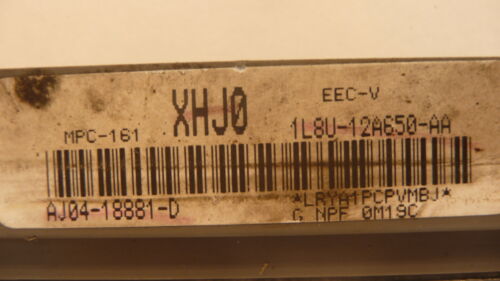 XHJ0 EEC-V
MPC-161 1L8U-12A650-AA
AJ04-18881-D *LRYA1PCPVMBJ*
G NPF 0M19C